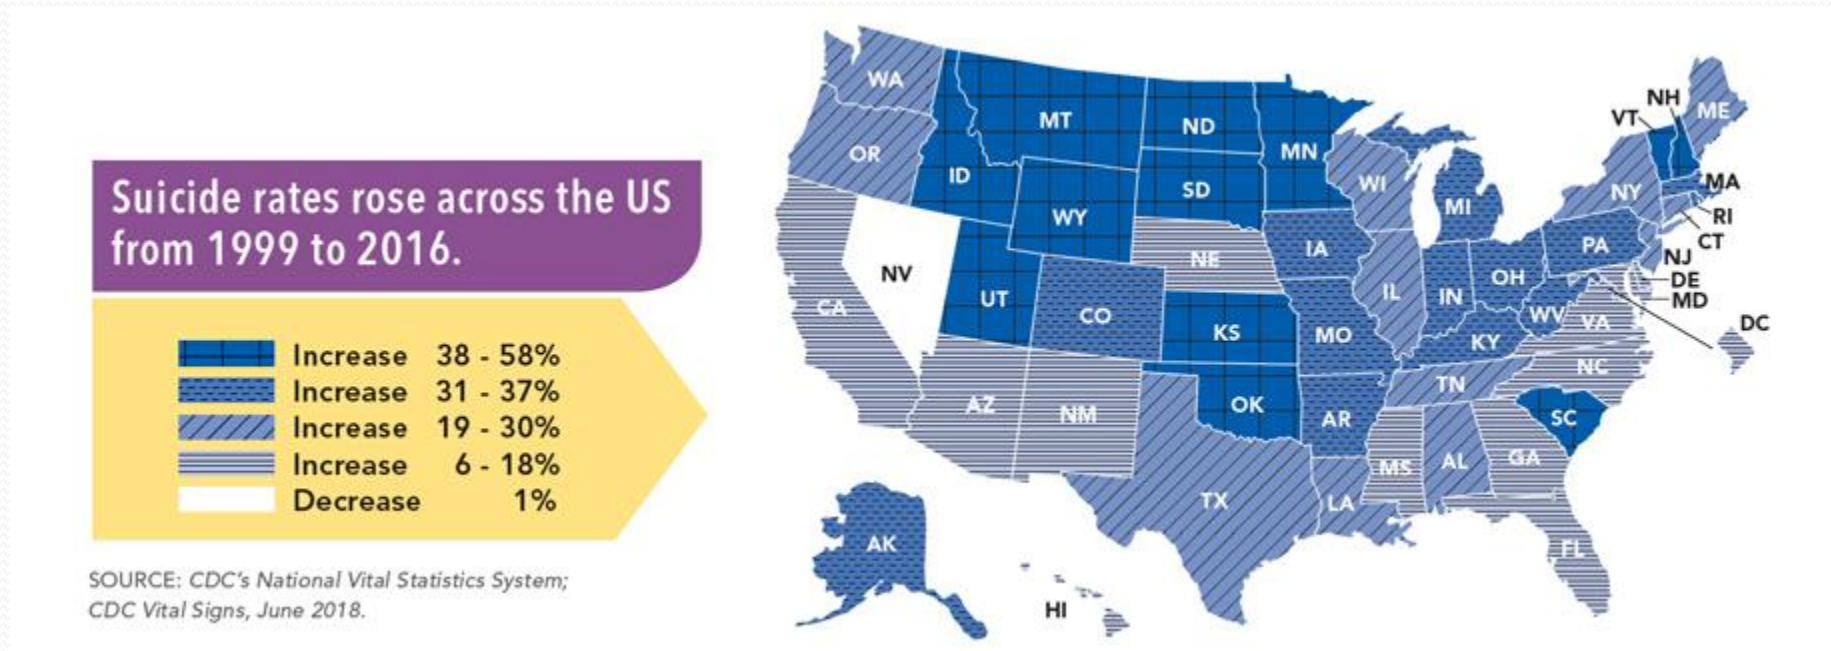 Suicide rates rose across the US
from 1999 to 2016.
Increase 38 - 58%
Increase 31 - 37%
Increase 19 - 30%
Increase 6 - 18%
Decrease 1%
SOURCE: CDC's National Vital Statistics System;
CDC Vital Signs, June 2018.
WA
OR
CA
NV
ID
MT
WY
UT
AZ
CO
NM
ND
SD
NE
KS
OK
TX
MN
IA
MO
AR
LA
WI
IL
MI
IN
OH
KY
TN
MS
AL
GA
FL
SC
NC
VA
WV
PA
NY
VT
NH
ME
MA
RI
CT
NJ
DE
MD
DC
AK
HI